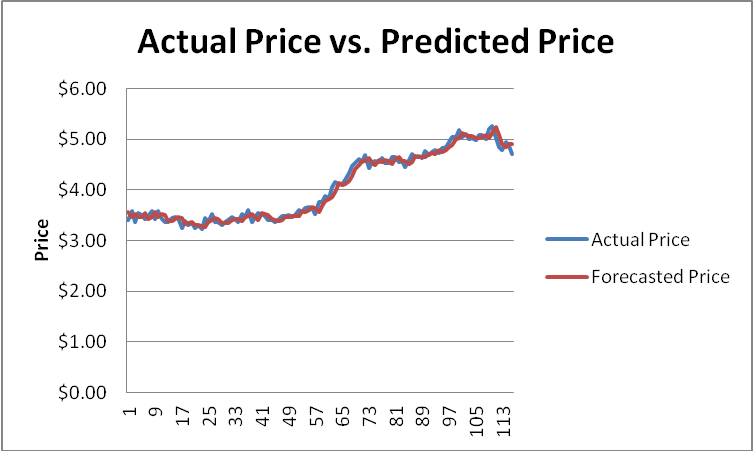 Actual Price vs. Predicted Price
$6.00
$5.00
$4.00
$3.00
$2.00
$1.00
$0.00
Price
1 9 17 25 33 41 49 57 65 73 81 89 97 105 113
Actual Price
Forecasted Price